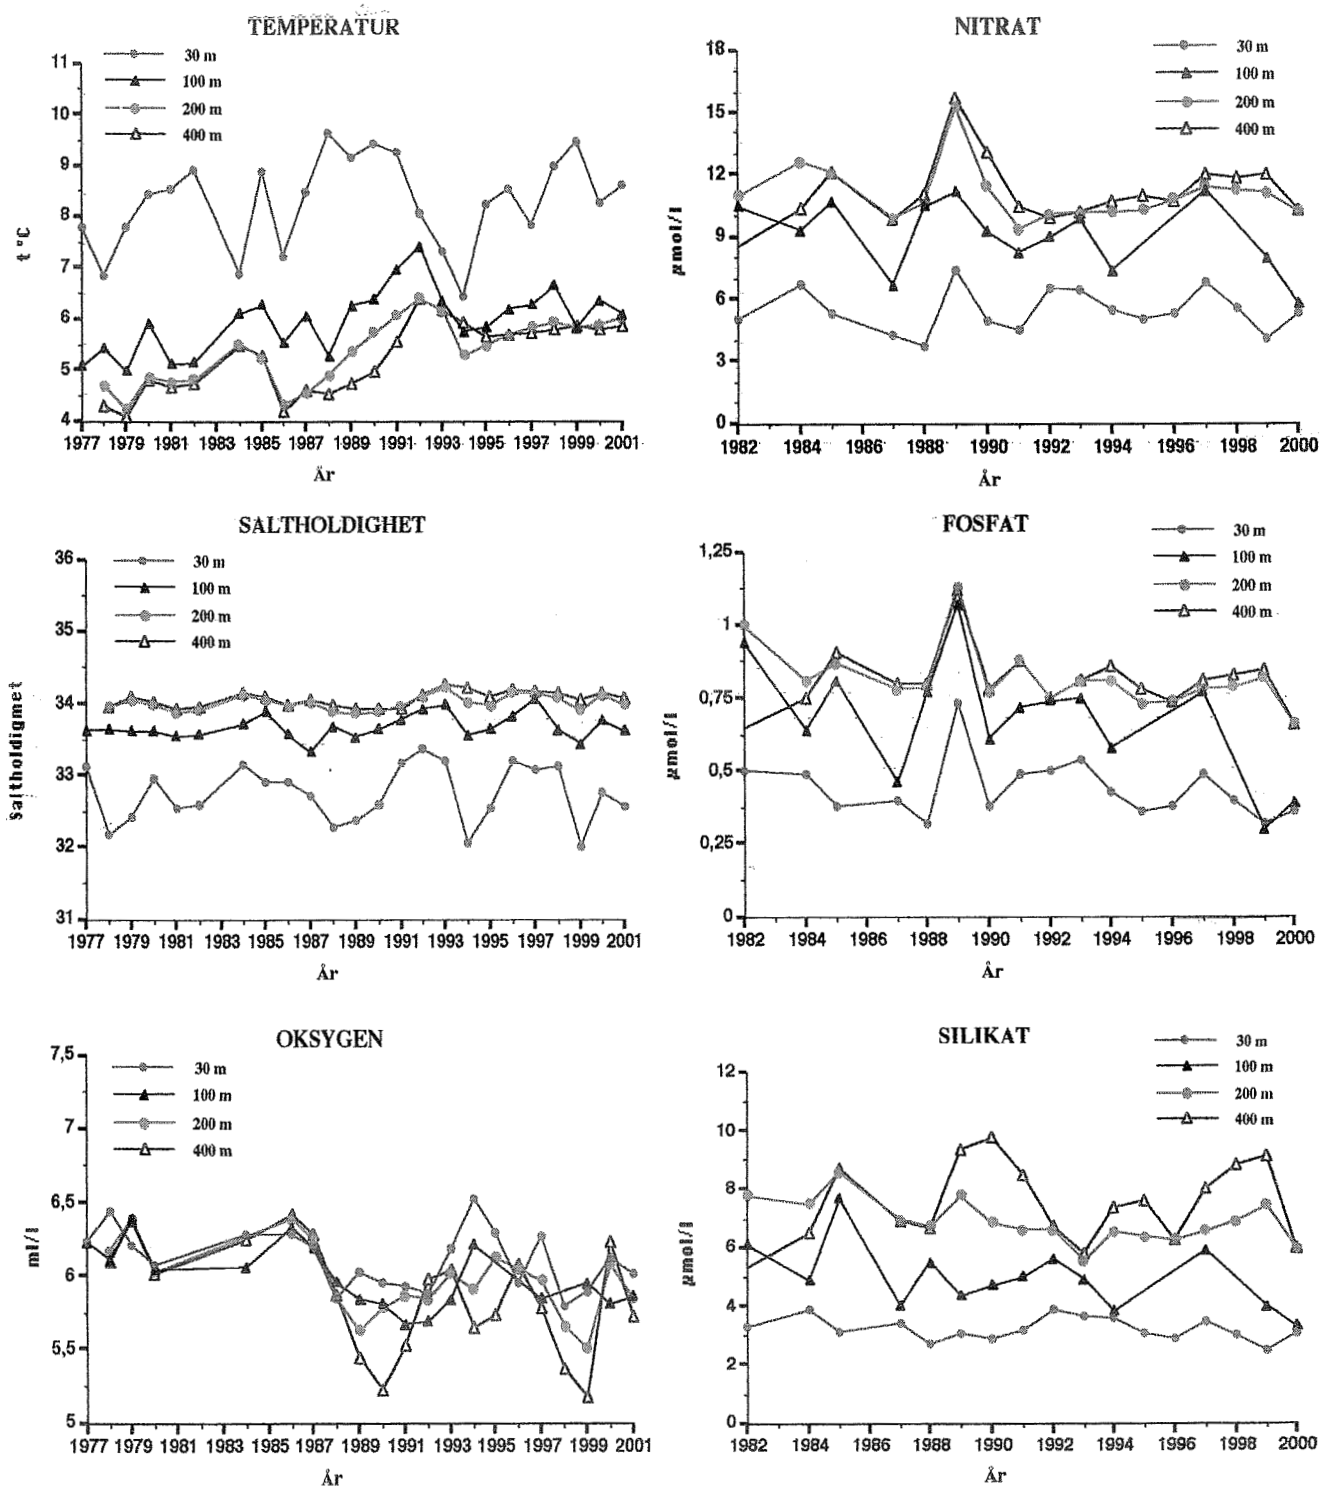 TEMPERATUR
30 m
100 m
200 m
400 m
11
10
9
8
7
6
5
4
t °C
1977 1979 1981 1983 1985 1987 1989 1991 1993 1995 1997 1999 2001
År
NITRAT
30 m
100 m
200 m
400 m
18
15
12
9
6
3
0
µmol/l
1982 1984 1986 1988 1990 1992 1994 1996 1998 2000
År
SALTHOLDIGHET
30 m
100 m
200 m
400 m
36
35
34
33
32
31
Saltholdigmet
1977 1979 1981 1983 1985 1987 1989 1991 1993 1995 1997 1999 2001
År
FOSFAT
30 m
100 m
200 m
400 m
1,25
1
0,75
0,5
0,25
0
µmol/l
1982 1984 1986 1988 1990 1992 1994 1996 1998 2000
År
OKSYGEN
30 m
100 m
200 m
400 m
7,5
7
6,5
6
5,5
5
ml/l
1977 1979 1981 1983 1985 1987 1989 1991 1993 1995 1997 1999 2001
År
SILIKAT
30 m
100 m
200 m
400 m
12
10
8
6
4
2
0
µmol/l
1982 1984 1986 1988 1990 1992 1994 1996 1998 2000
År